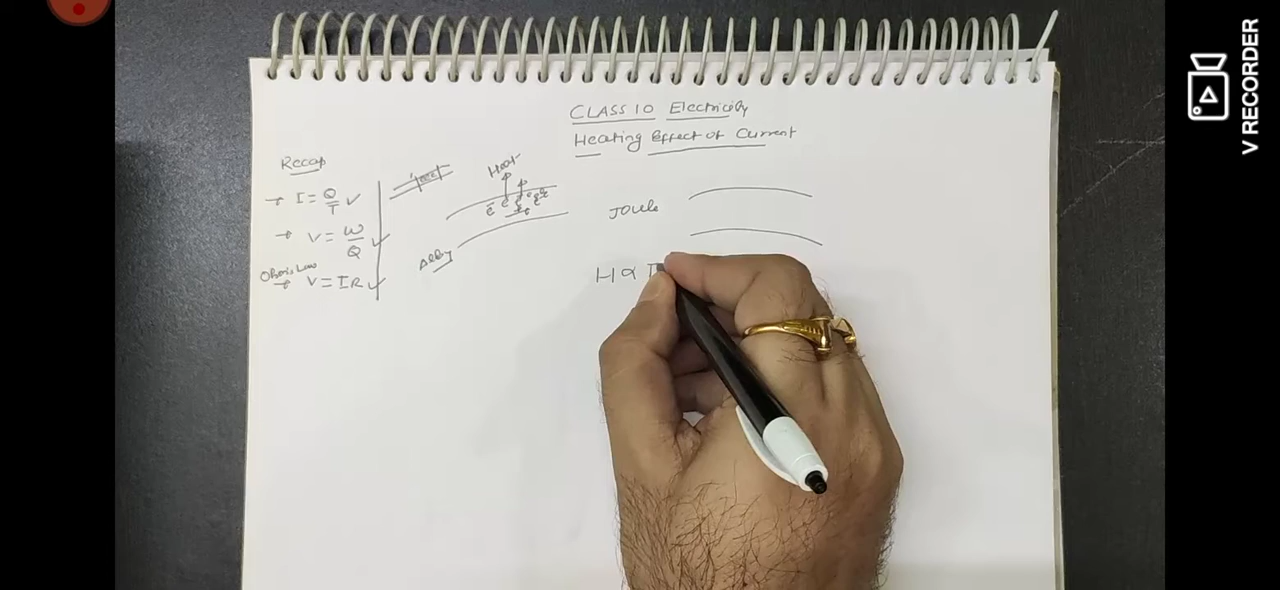 CLASS 10 Electricity
Heating Effect of Current
Recap
→ I = Q/T ✓
→ V = W/Q ✓
Ohm's Law
→ V = IR ✓
Heat
e e e e e e
Alloy
Joule
H α I
V RECORDER